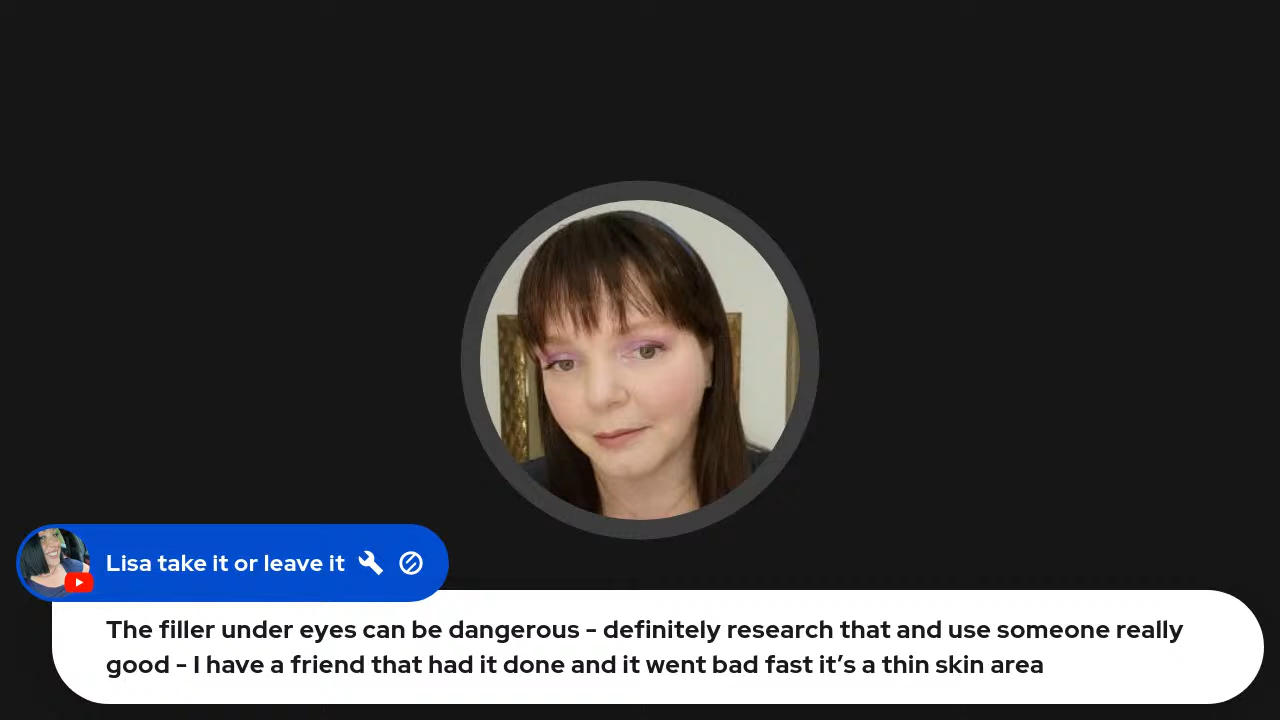 Lisa take it or leave it
The filler under eyes can be dangerous - definitely research that and use someone really
good - I have a friend that had it done and it went bad fast it’s a thin skin area